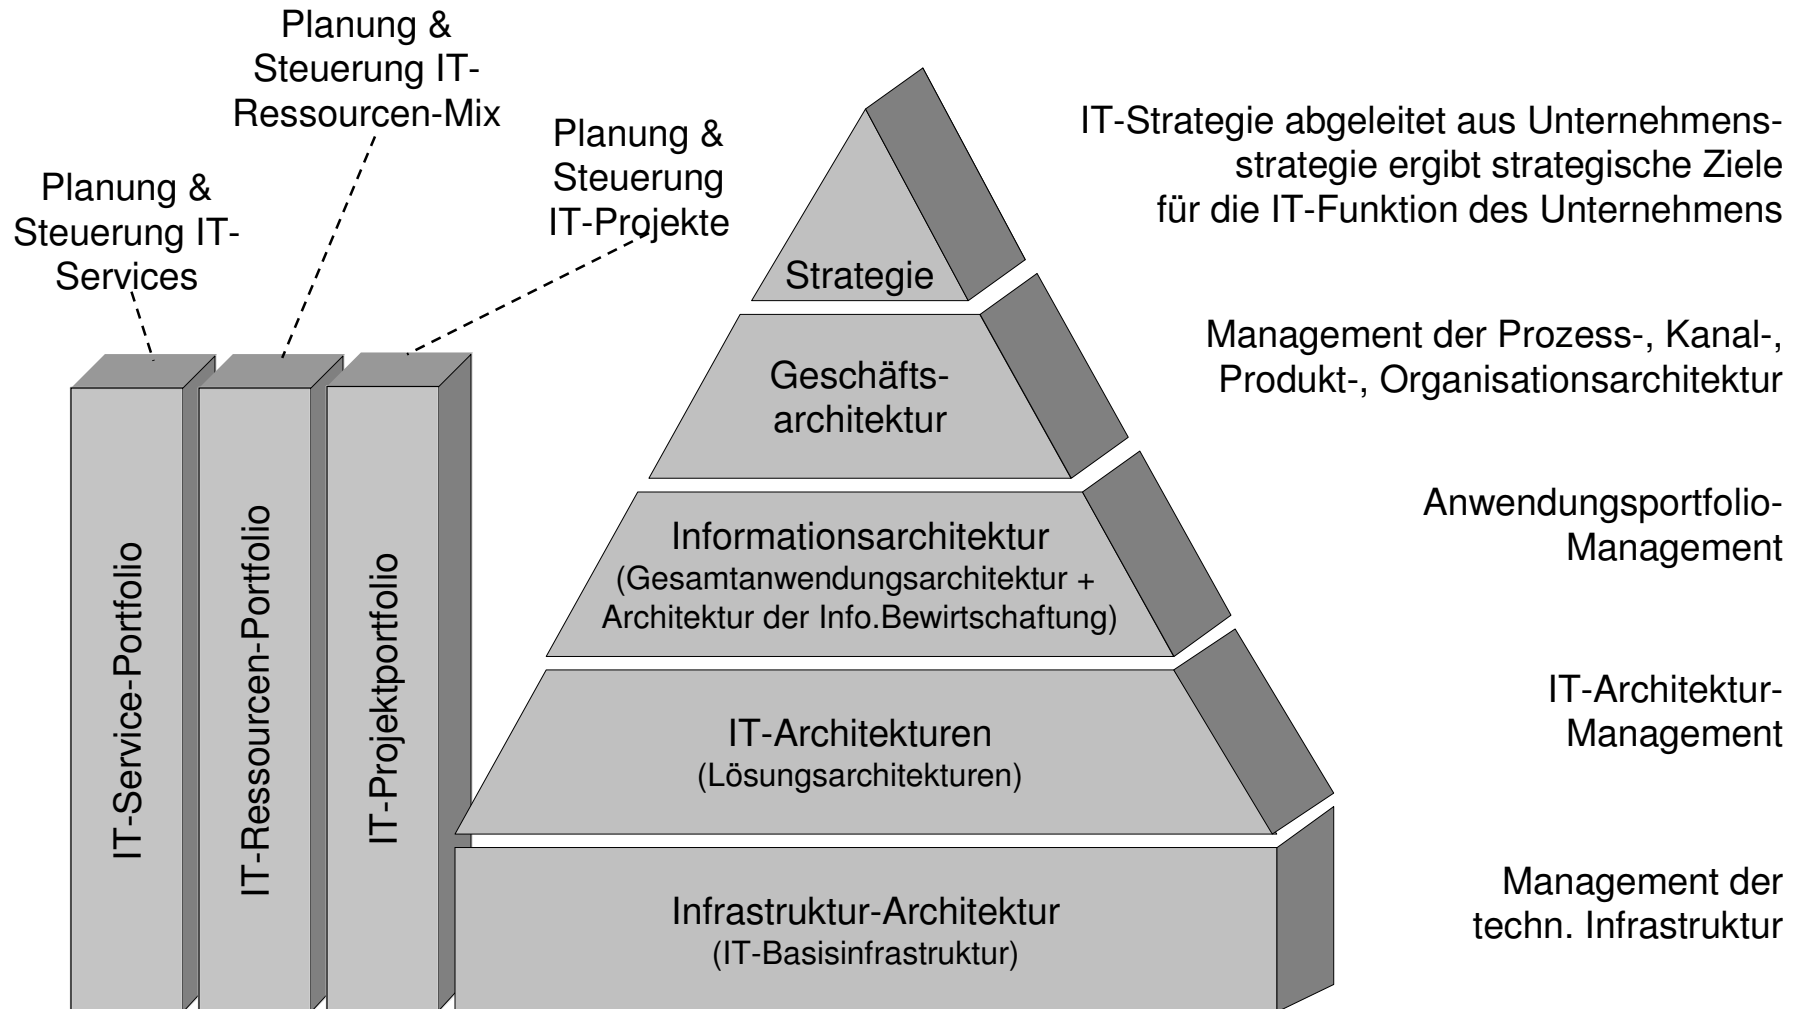 Planung &
Steuerung IT-
Ressourcen-Mix
Planung &
Steuerung
IT-Projekte
Planung &
Steuerung IT-
Services
IT-Strategie abgeleitet aus Unternehmens-
strategie ergibt strategische Ziele
für die IT-Funktion des Unternehmens
Strategie
Management der Prozess-, Kanal-,
Produkt-, Organisationsarchitektur
Geschäfts-
architektur
Anwendungsportfolio-
Management
Informationsarchitektur
(Gesamtanwendungsarchitektur +
Architektur der Info.Bewirtschaftung)
IT-Architektur-
Management
IT-Architekturen
(Lösungsarchitekturen)
Management der
techn. Infrastruktur
Infrastruktur-Architektur
(IT-Basisinfrastruktur)
IT-Service-Portfolio
IT-Ressourcen-Portfolio
IT-Projektportfolio